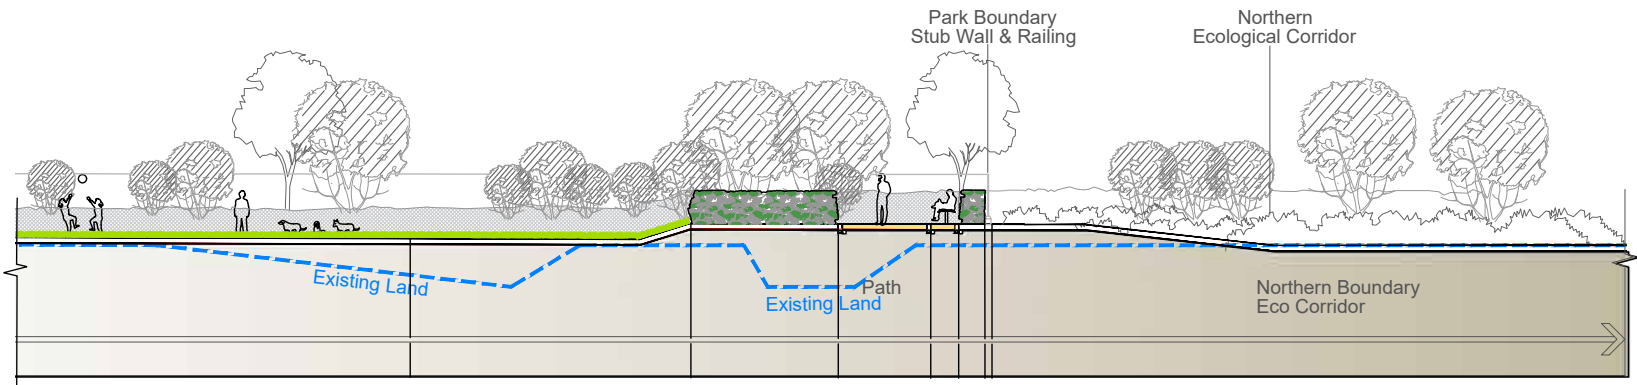 Park Boundary
Stub Wall & Railing
Northern
Ecological Corridor
Existing Land
Existing Land
Path
Northern Boundary
Eco Corridor